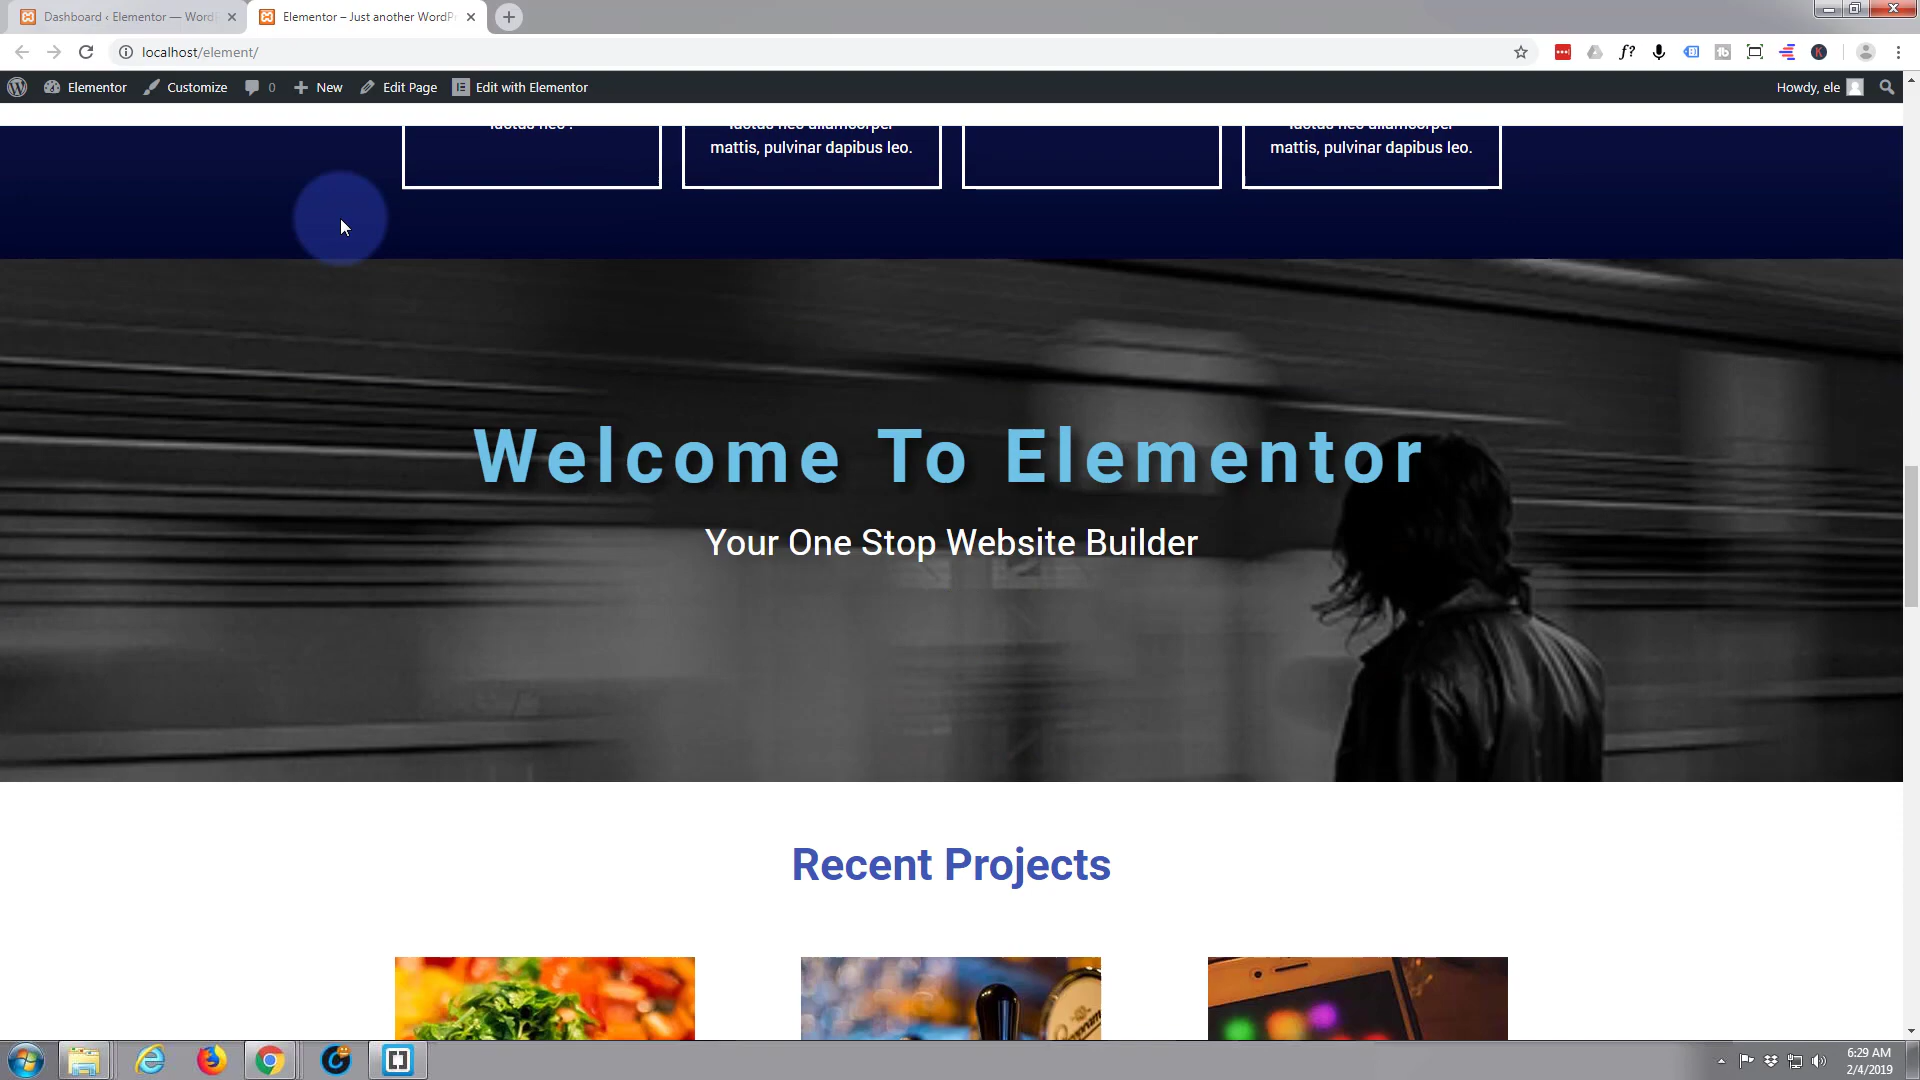 Dashboard ‹ Elementor — Word
Elementor – Just another WordP
localhost/element/
Elementor
Customize
0
New
Edit Page
Edit with Elementor
Howdy, ele
mattis, pulvinar dapibus leo.
mattis, pulvinar dapibus leo.
Welcome To Elementor
Your One Stop Website Builder
Recent Projects
6:29 AM
2/4/2019